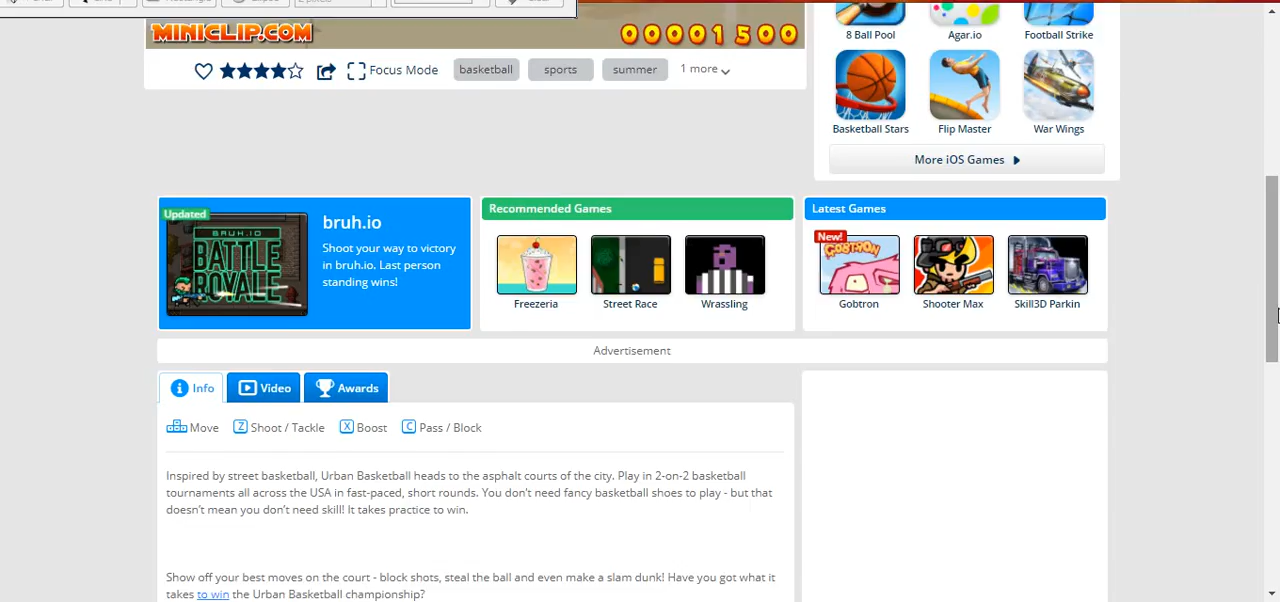 MINICLIP.COM
00001500
Focus Mode
basketball
sports
summer
1 more
8 Ball Pool
Agar.io
Football Strike
Basketball Stars
Flip Master
War Wings
More iOS Games
Updated
BRUH.IO
BATTLE
ROYALE
bruh.io
Shoot your way to victory
in bruh.io. Last person
standing wins!
Recommended Games
Freezeria
Street Race
Wrassling
Latest Games
New!
GOBTRON
Gobtron
Shooter Max
Skill3D Parkin
Advertisement
Info
Video
Awards
Move
Z Shoot / Tackle
X Boost
C Pass / Block
Inspired by street basketball, Urban Basketball heads to the asphalt courts of the city. Play in 2-on-2 basketball
tournaments all across the USA in fast-paced, short rounds. You don't need fancy basketball shoes to play - but that
doesn't mean you don't need skill! It takes practice to win.
Show off your best moves on the court - block shots, steal the ball and even make a slam dunk! Have you got what it
takes to win the Urban Basketball championship?